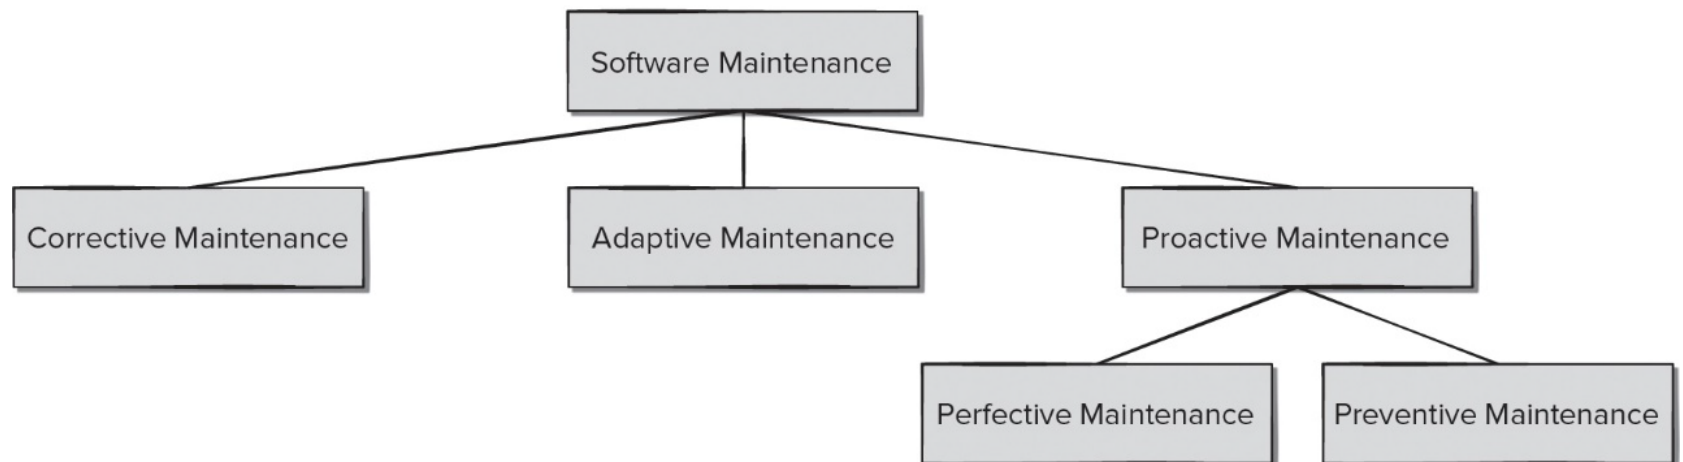 Software Maintenance
Corrective Maintenance
Adaptive Maintenance
Proactive Maintenance
Perfective Maintenance
Preventive Maintenance